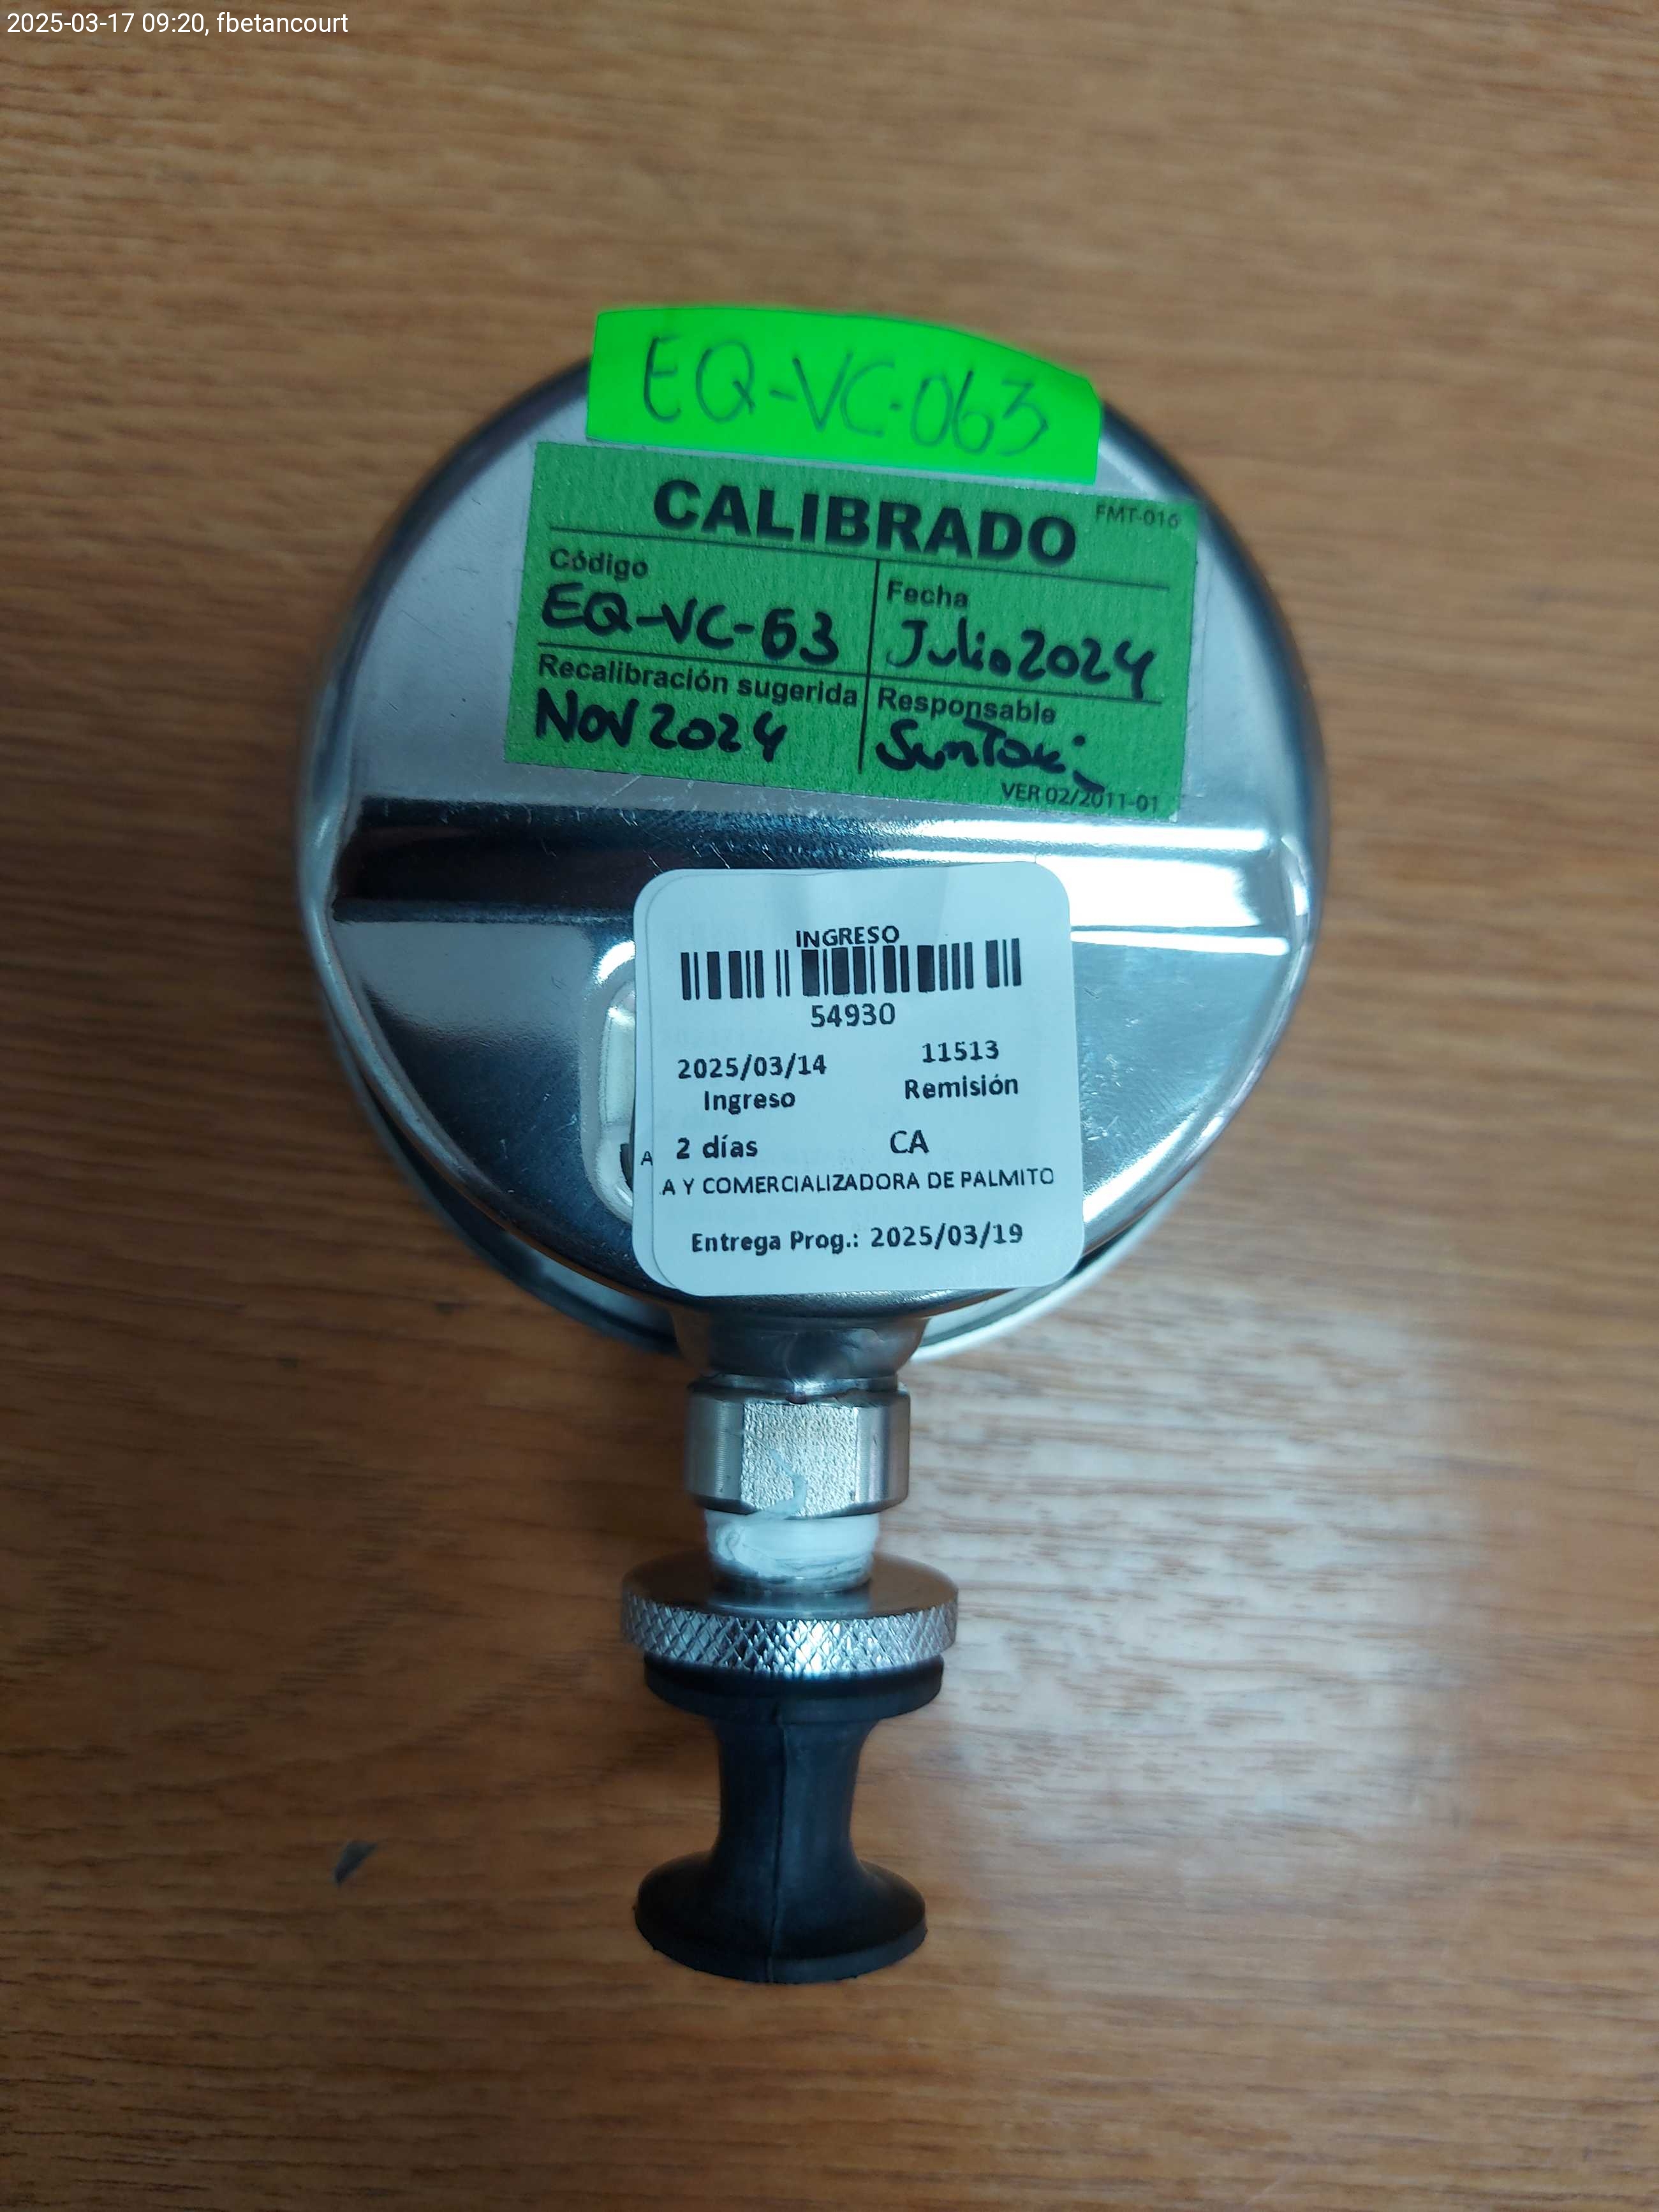 2025-03-17 09:20, fbetancourt
EQ-VC-063
CALIBRADO
FMT-016
Código
EQ-VC-63
Fecha
Julio 2024
Recalibración sugerida
Nov 2024
Responsable
VER 02/2011-01
INGRESO
54930
2025/03/14 11513
Ingreso Remisión
A 2 días CA
A Y COMERCIALIZADORA DE PALMITO
Entrega Prog.: 2025/03/19